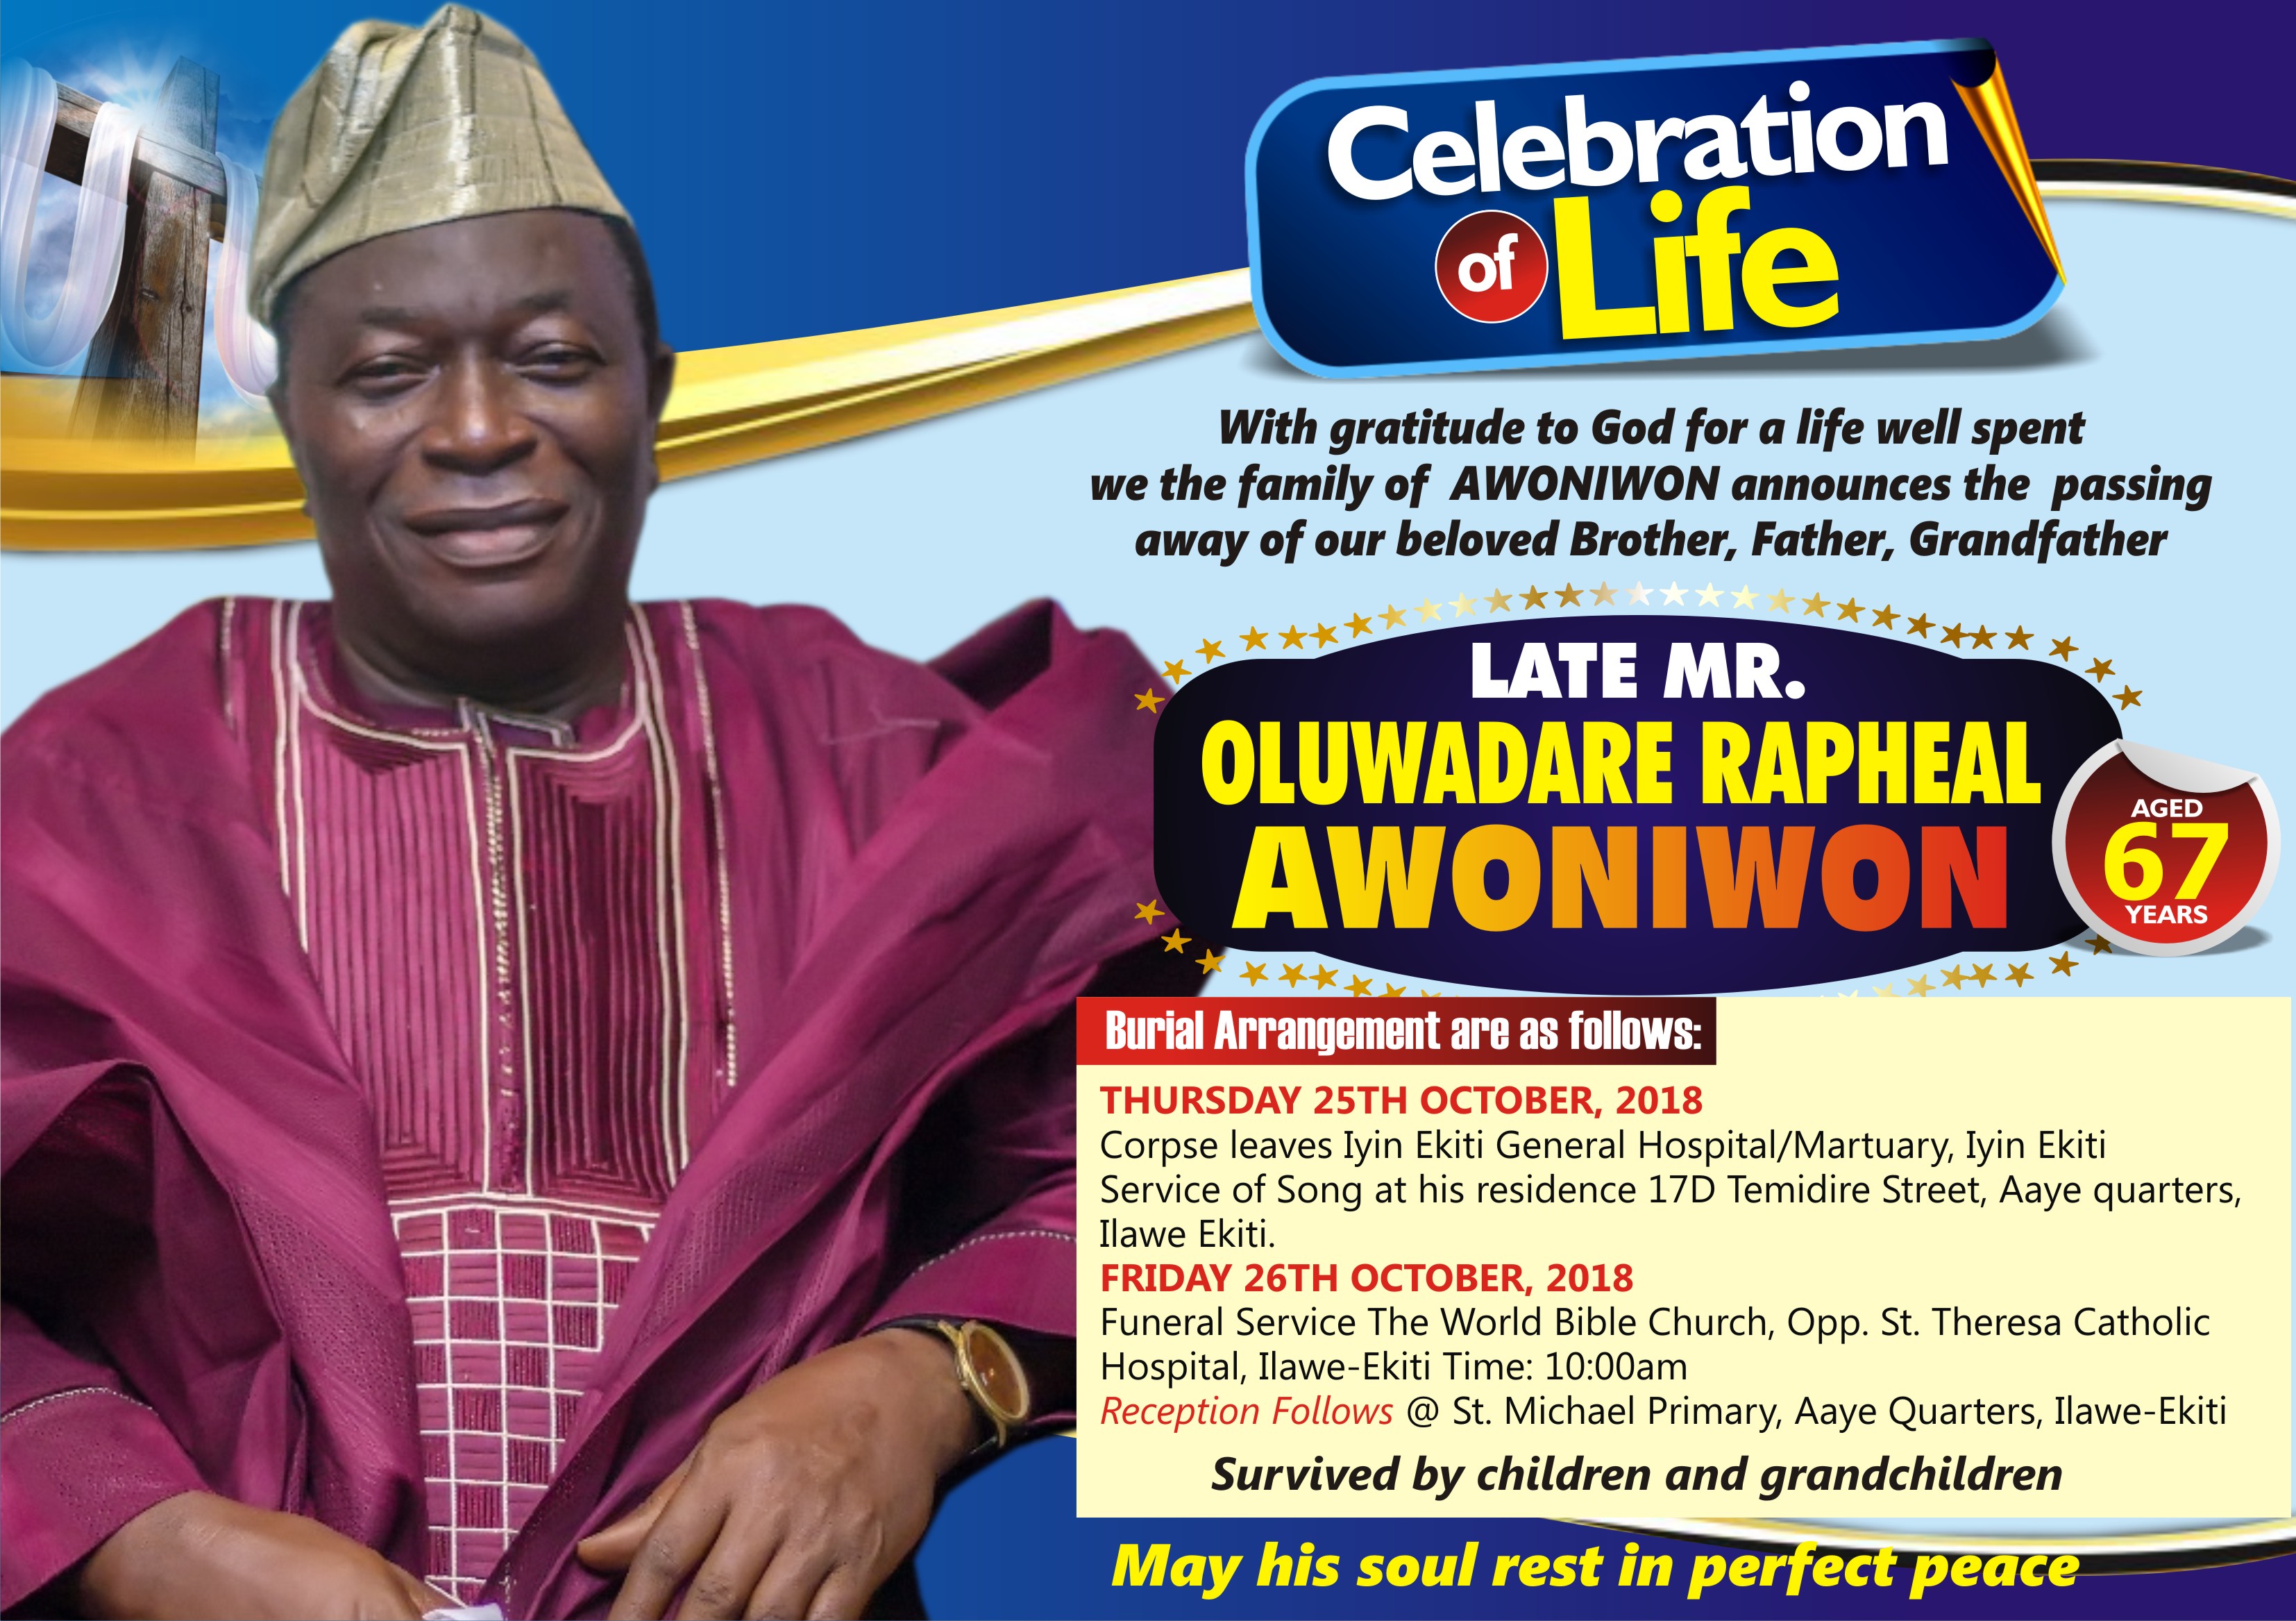 Celebration
of Life
With gratitude to God for a life well spent
we the family of AWONIWON announces the passing
away of our beloved Brother, Father, Grandfather
LATE MR.
OLUWADARE RAPHEAL
AWONIWON
AGED
67
YEARS
Burial Arrangement are as follows:
THURSDAY 25TH OCTOBER, 2018
Corpse leaves Iyin Ekiti General Hospital/Martuary, Iyin Ekiti
Service of Song at his residence 17D Temidire Street, Aaye quarters,
Ilawe Ekiti.
FRIDAY 26TH OCTOBER, 2018
Funeral Service The World Bible Church, Opp. St. Theresa Catholic
Hospital, Ilawe-Ekiti Time: 10:00am
Reception Follows @ St. Michael Primary, Aaye Quarters, Ilawe-Ekiti
Survived by children and grandchildren
May his soul rest in perfect peace